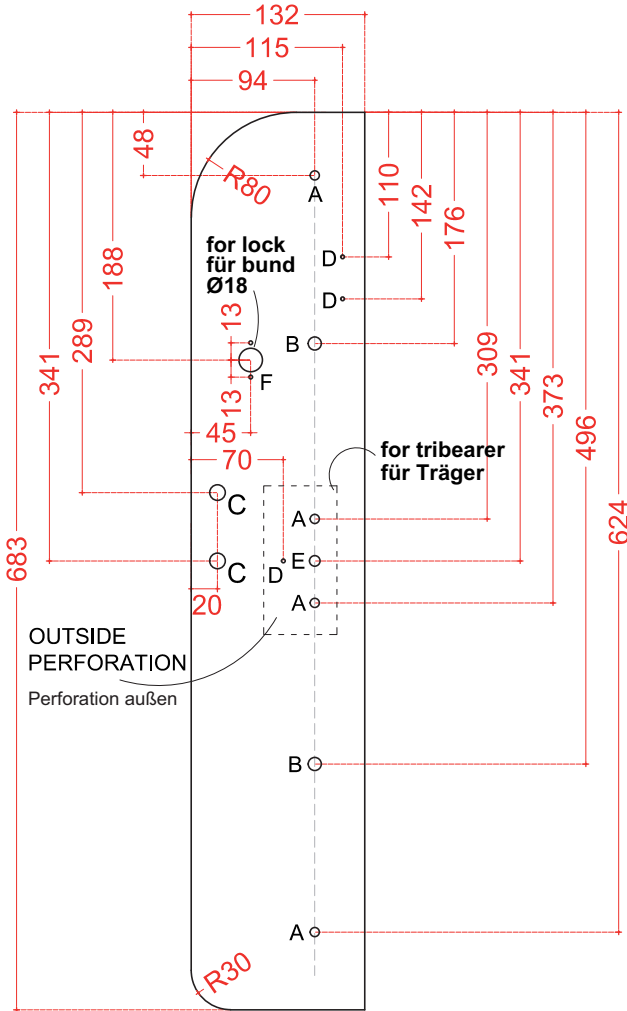 132
115
94
48
R80
A
110
142
176
188
289
341
683
for lock
für bund
Ø18
D
D
13
B
F
13
45
70
309
341
373
496
624
for tribearer
für Träger
C
A
C
D
E
20
A
OUTSIDE
PERFORATION
Perforation außen
B
A
R30